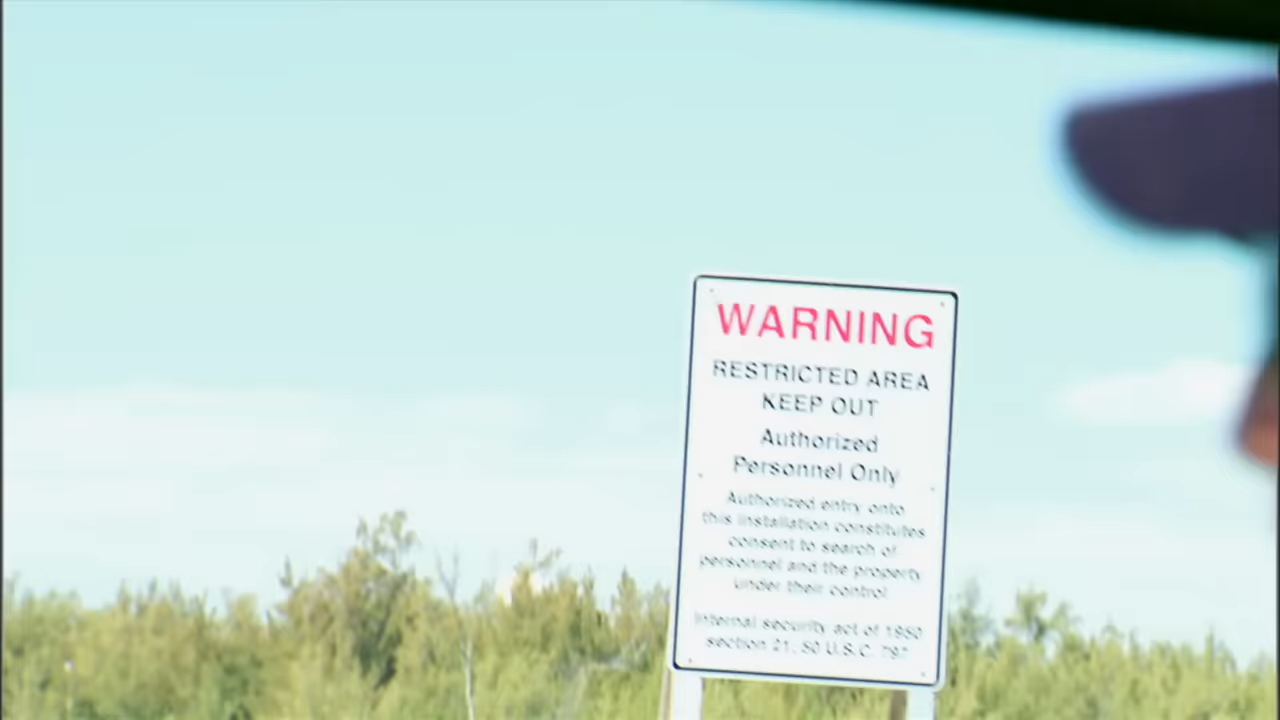 WARNING
RESTRICTED AREA
KEEP OUT
Authorized
Personnel Only
Authorized entry onto
this installation constitutes
consent to search of
personnel and the property
under their control
Internal security act of 1950
section 21, 50 U.S.C. 797